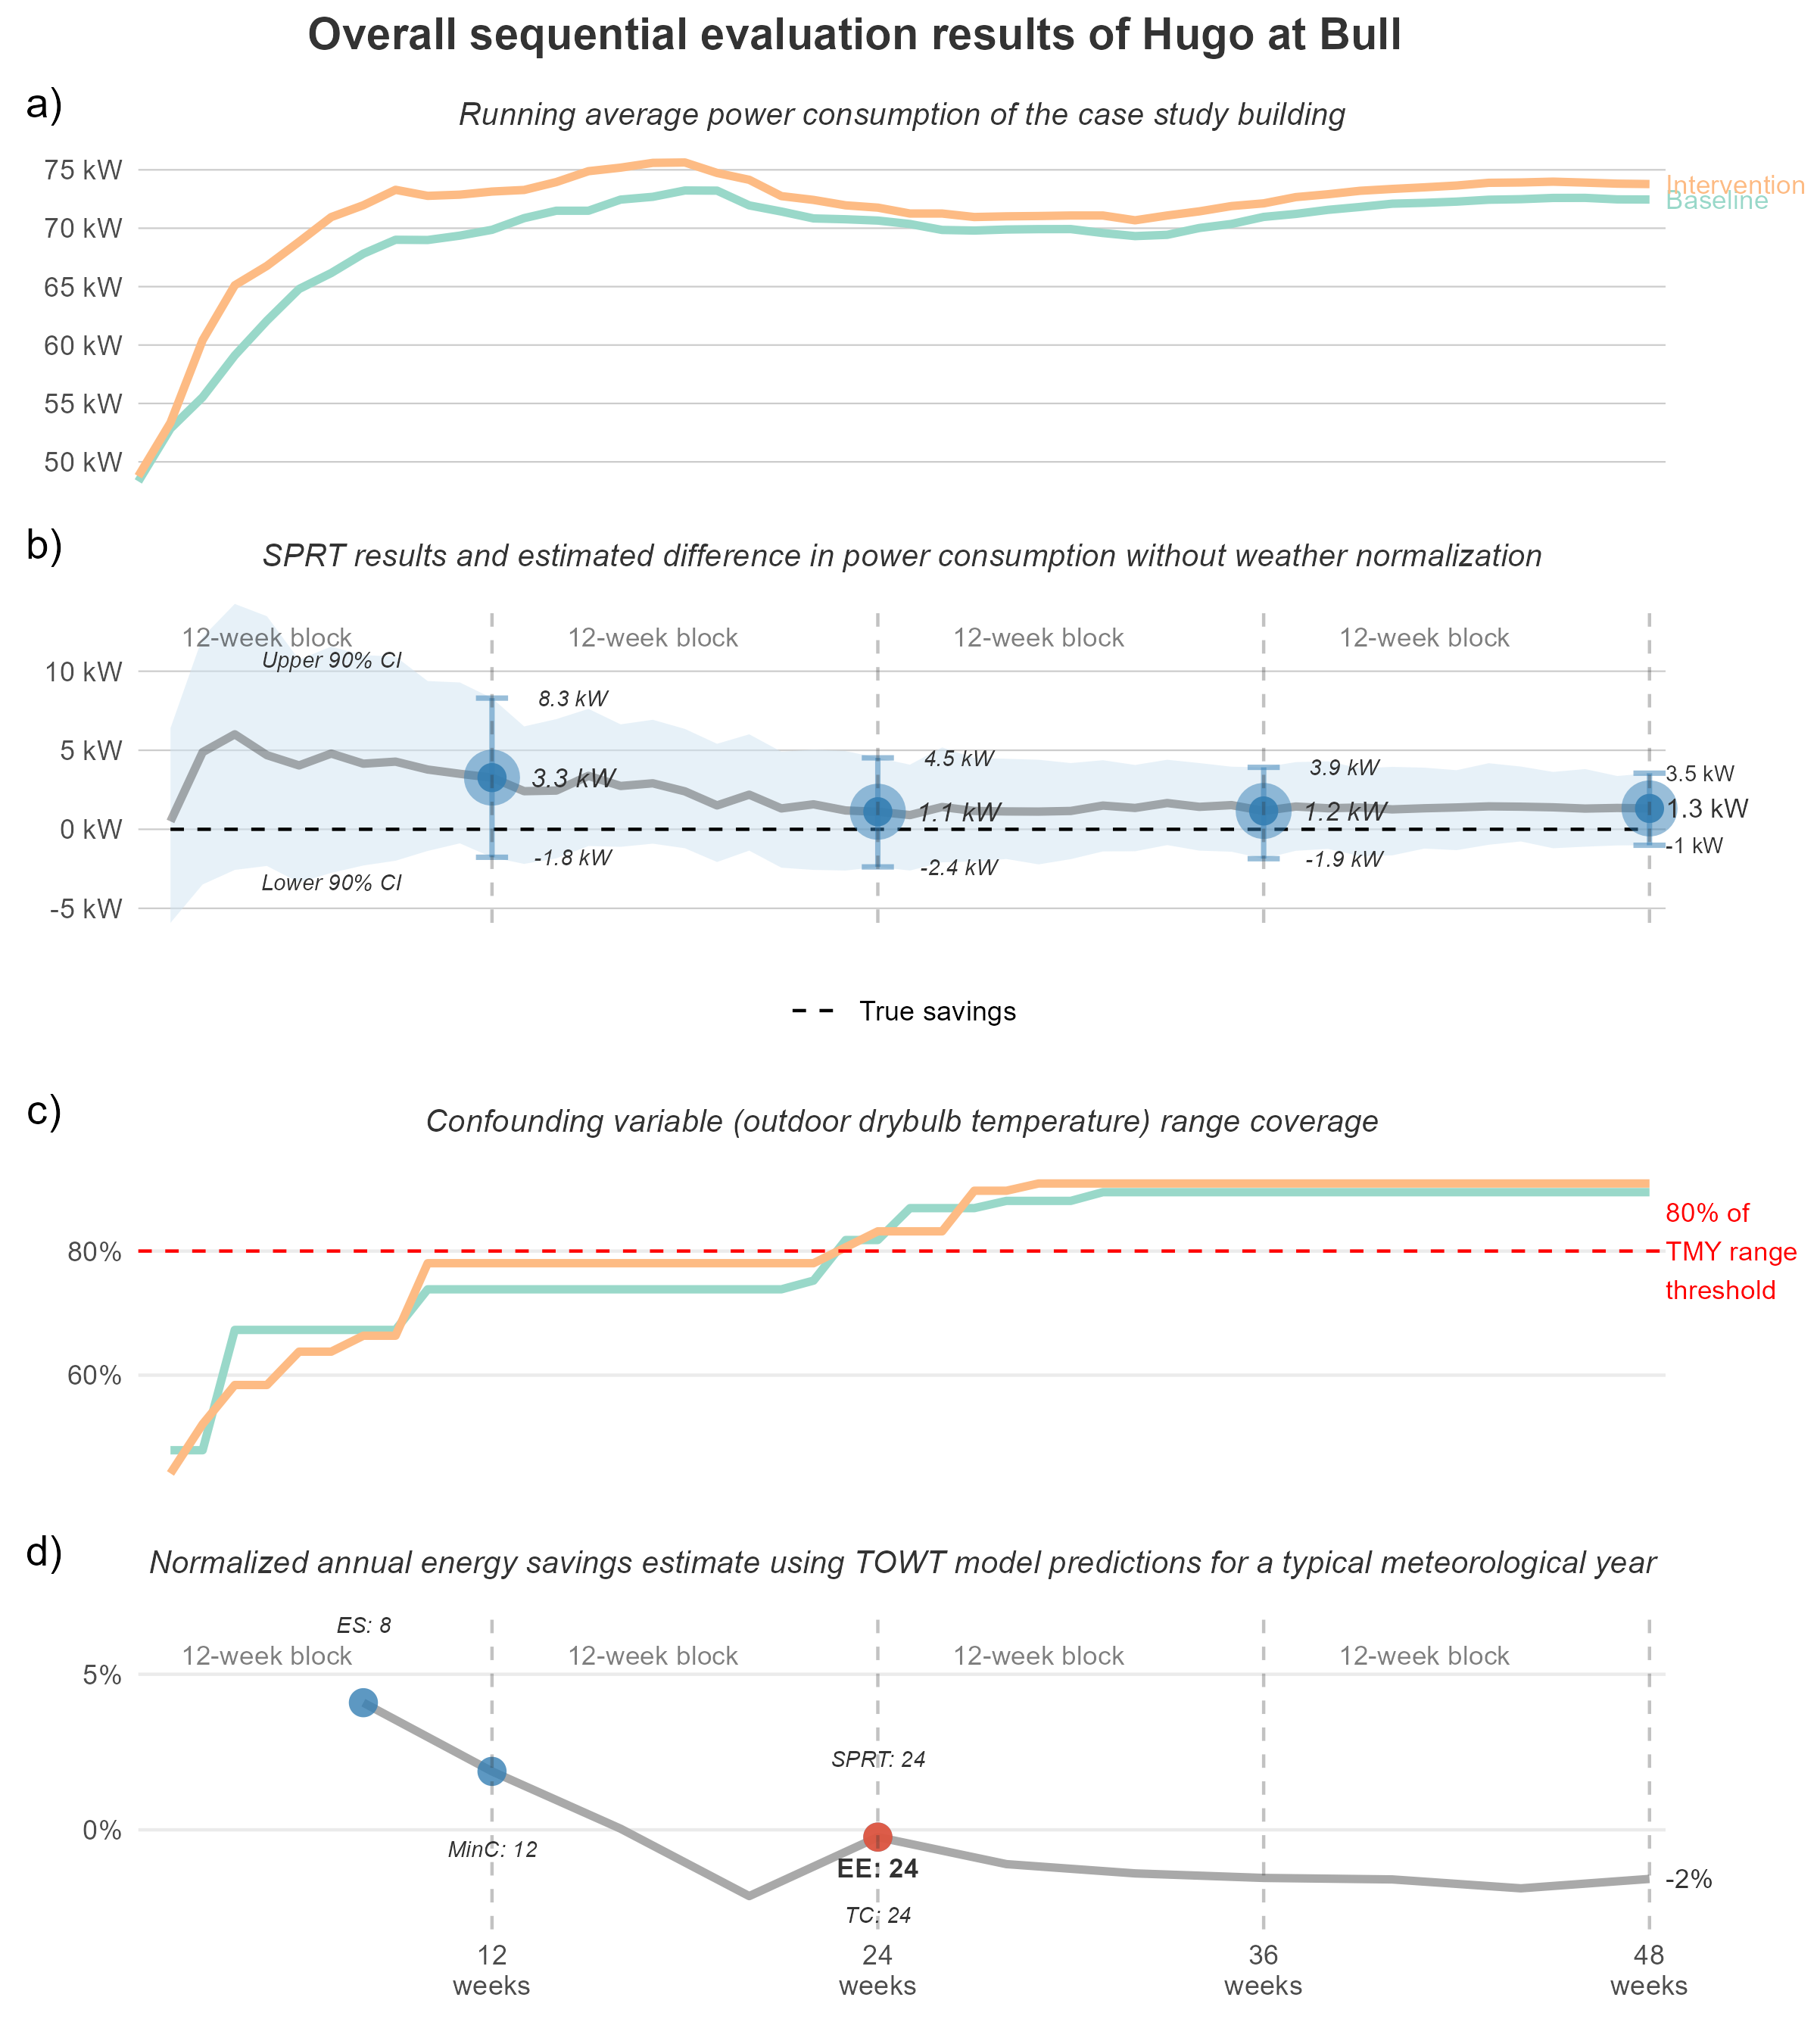 Overall sequential evaluation results of Hugo at Bull
a)
Running average power consumption of the case study building
75 kW
70 kW
65 kW
60 kW
55 kW
50 kW
Intervention
Baseline
b)
SPRT results and estimated difference in power consumption without weather normalization
12-week block
12-week block
12-week block
12-week block
Upper 90% CI
Lower 90% CI
10 kW
5 kW
0 kW
-5 kW
8.3 kW
3.3 kW
-1.8 kW
4.5 kW
1.1 kW
-2.4 kW
3.9 kW
1.2 kW
-1.9 kW
3.5 kW
1.3 kW
-1 kW
True savings
c)
Confounding variable (outdoor drybulb temperature) range coverage
80%
60%
80% of
TMY range
threshold
d)
Normalized annual energy savings estimate using TOWT model predictions for a typical meteorological year
ES: 8
12-week block
12-week block
12-week block
12-week block
5%
0%
SPRT: 24
MinC: 12
EE: 24
TC: 24
-2%
12
weeks
24
weeks
36
weeks
48
weeks